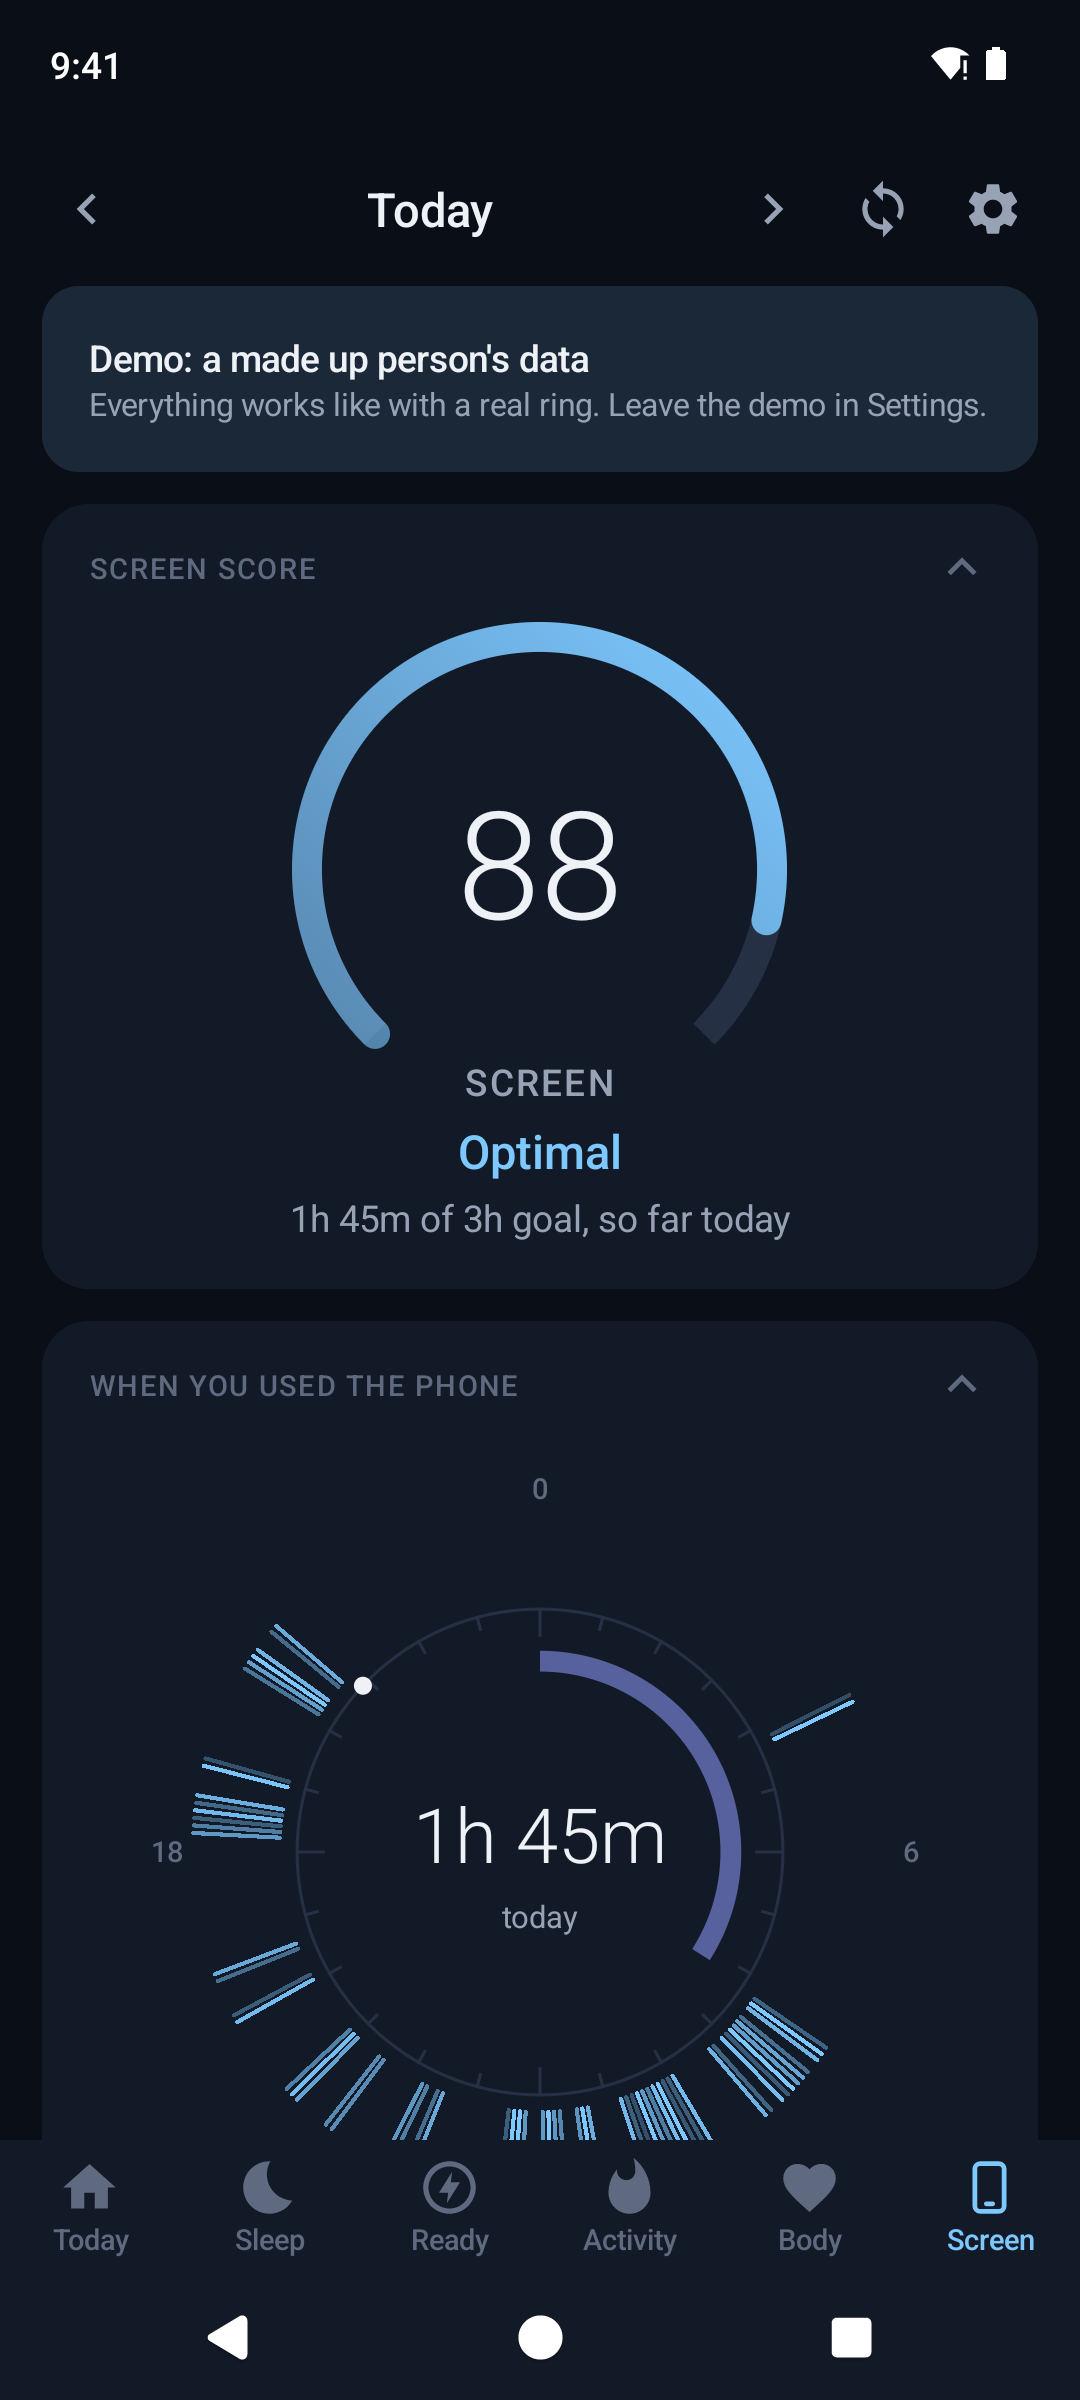 9:41
Today
Demo: a made up person's data
Everything works like with a real ring. Leave the demo in Settings.
SCREEN SCORE
88
SCREEN
Optimal
1h 45m of 3h goal, so far today
WHEN YOU USED THE PHONE
0
18
1h 45m
6
today
Today
Sleep
Ready
Activity
Body
Screen